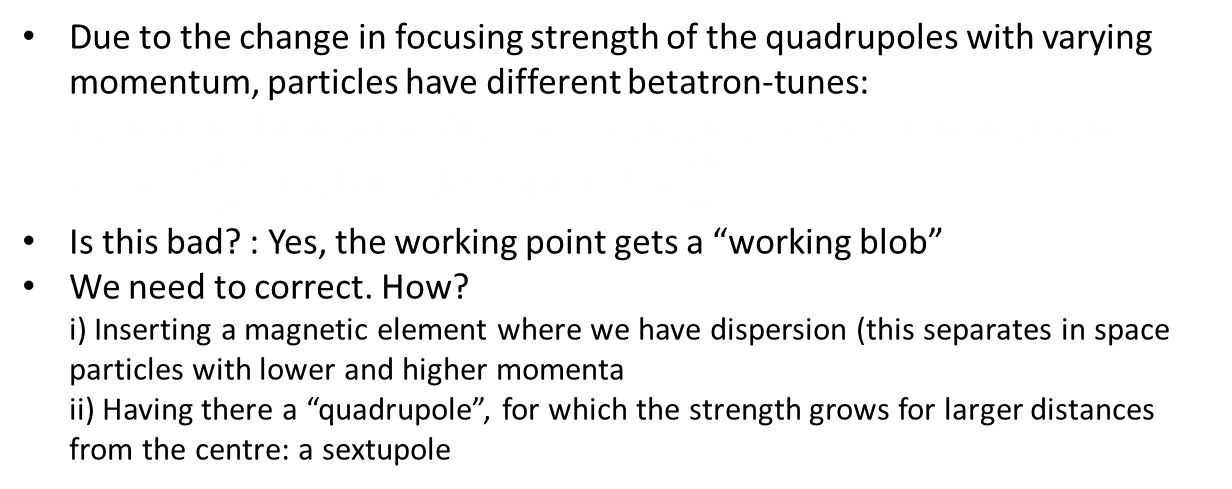 • Due to the change in focusing strength of the quadrupoles with varying
momentum, particles have different betatron-tunes:
• Is this bad? : Yes, the working point gets a “working blob”
• We need to correct. How?
i) Inserting a magnetic element where we have dispersion (this separates in space
particles with lower and higher momenta
ii) Having there a “quadrupole”, for which the strength grows for larger distances
from the centre: a sextupole